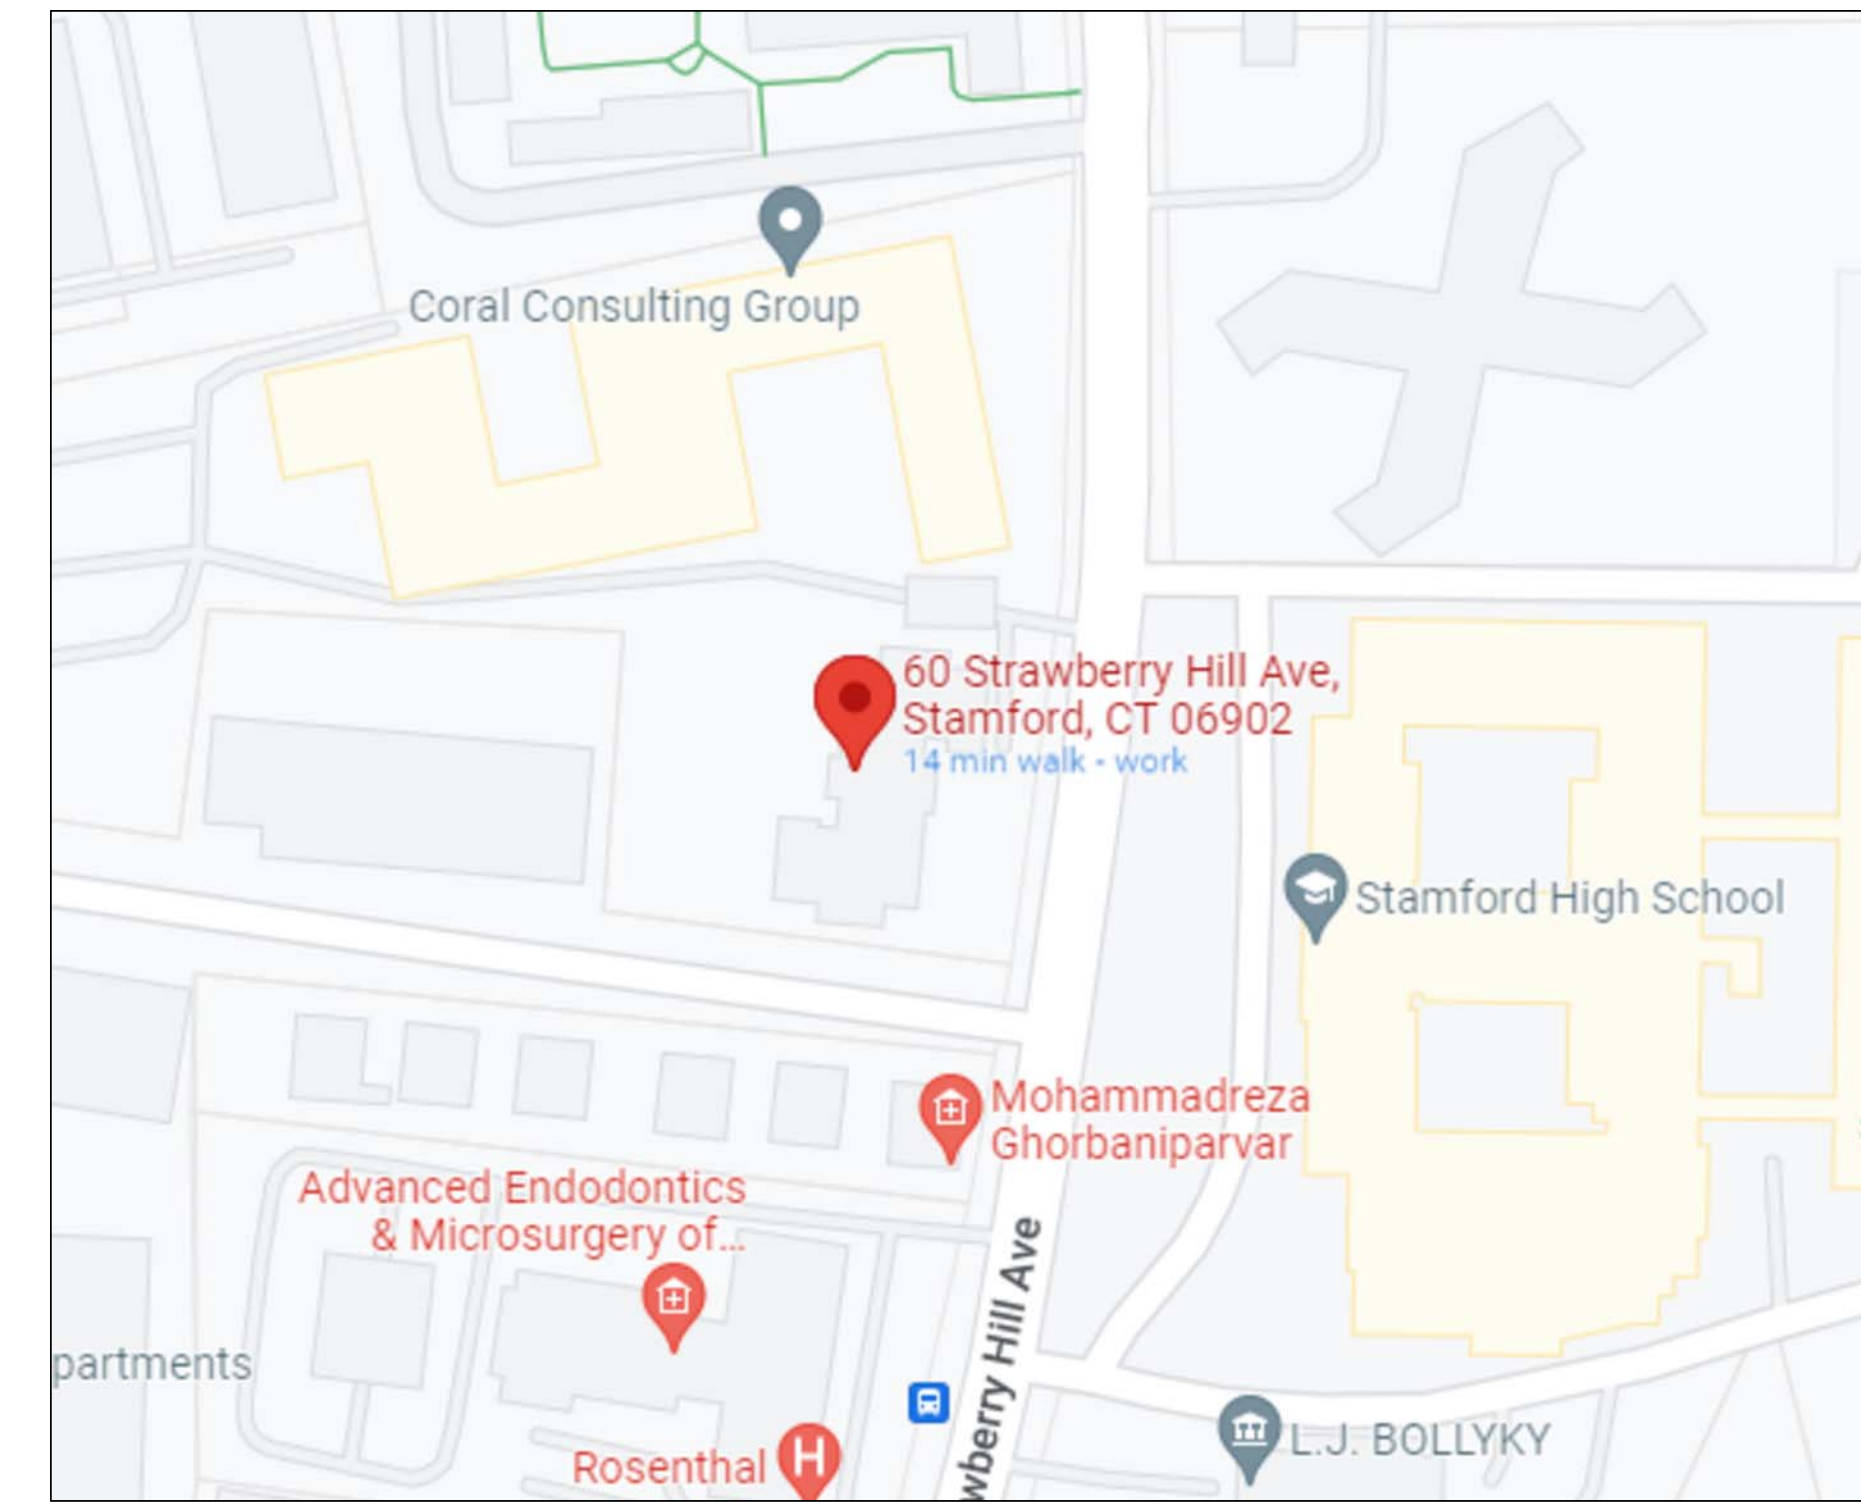 Coral Consulting Group
60 Strawberry Hill Ave,
Stamford, CT 06902
14 min walk - work
Stamford High School
Mohammadreza
Ghorbaniparvar
Advanced Endodontics
& Microsurgery of...
wberry Hill Ave
partments
H
Rosenthal
L.J. BOLLYKY